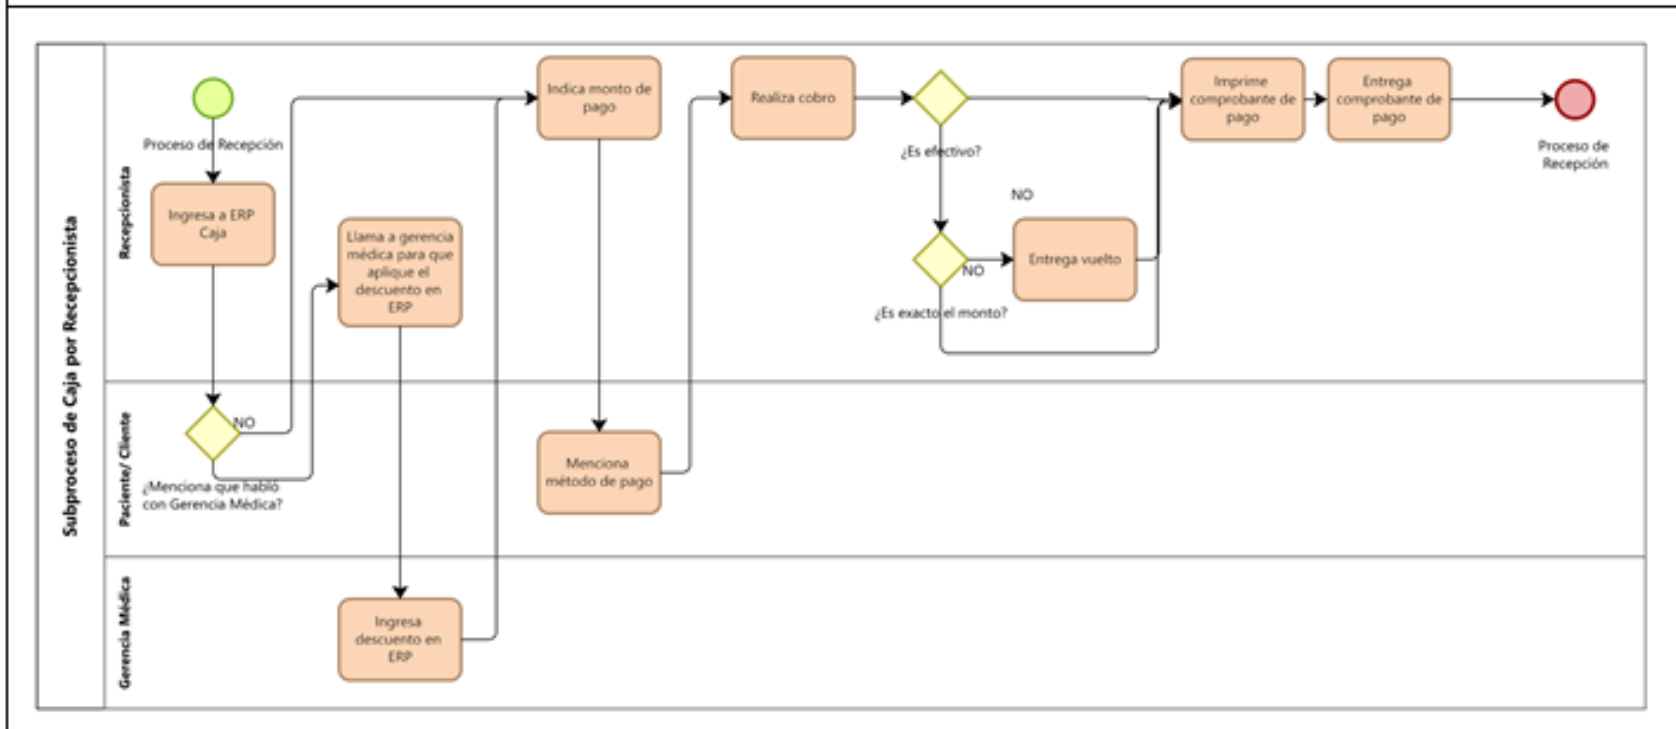 Subproceso de Caja por Recepcionista
Recepcionista
Proceso de Recepción
Ingresa a ERP
Caja
Llama a gerencia
médica para que
aplique el
descuento en
ERP
Indica monto de
pago
Realiza cobro
¿Es efectivo?
NO
NO
¿Es exacto el monto?
Entrega vuelto
Imprime
comprobante de
pago
Entrega
comprobante de
pago
Proceso de
Recepción
Paciente/ Cliente
NO
¿Menciona que habló
con Gerencia Médica?
Menciona
método de pago
Gerencia Médica
Ingresa
descuento en
ERP